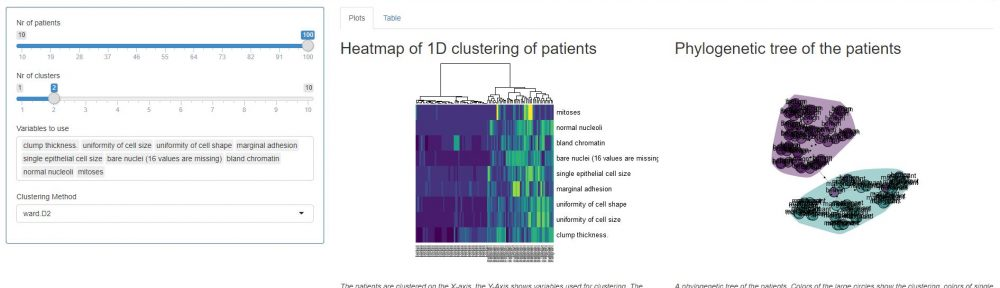 Nr of patients
10 100
10 19 28 37 46 55 64 73 82 91 100
Nr of clusters
1 2 10
1 2 3 4 5 6 7 8 9 10
Variables to use
clump thickness. uniformity of cell size uniformity of cell shape marginal adhesion
single epithelial cell size bare nuclei (16 values are missing) bland chromatin
normal nucleoli mitoses
Clustering Method
ward.D2
Plots Table
Heatmap of 1D clustering of patients
mitoses
normal nucleoli
bland chromatin
bare nuclei (16 values are missing
single epithelial cell size
marginal adhesion
uniformity of cell shape
uniformity of cell size
clump thickness.
The patients are clustered on the X-axis, the Y-Axis shows variables used for clustering. The
Phylogenetic tree of the patients
A phylogenetic tree of the patients. Colors of the large circles show the clustering, colors of single